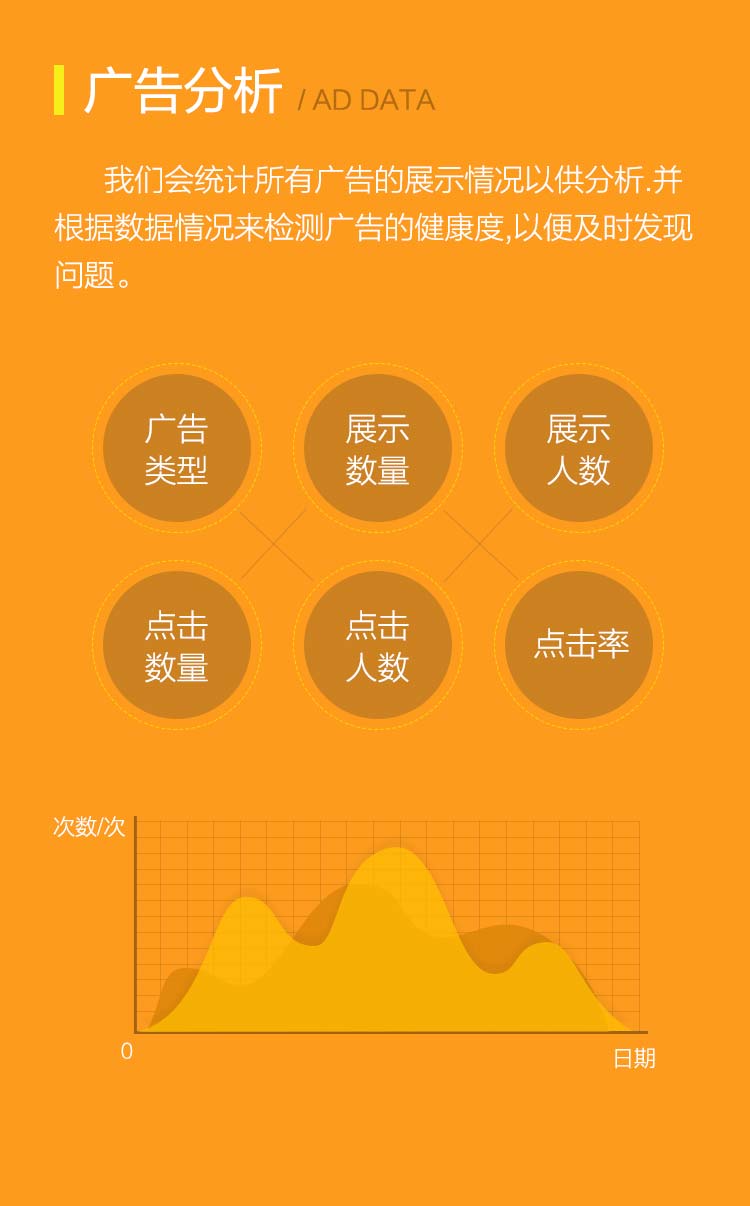 广告分析 / AD DATA
我们会统计所有广告的展示情况以供分析.并
根据数据情况来检测广告的健康度,以便及时发现
问题。
广告
类型
展示
数量
展示
人数
点击
数量
点击
人数
点击率
次数/次
0
日期